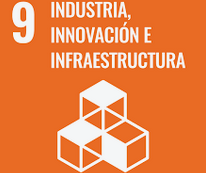 9 INDUSTRIA,
INNOVACIÓN E
INFRAESTRUCTURA